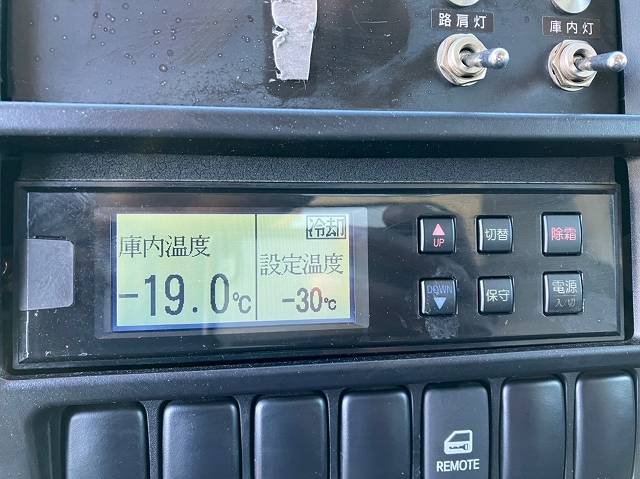 路肩灯
庫内灯
冷却
庫内温度
設定温度
-19.0℃
-30℃
▲
UP
切替
除霜
DOWN
▼
保守
電源
入/切
REMOTE